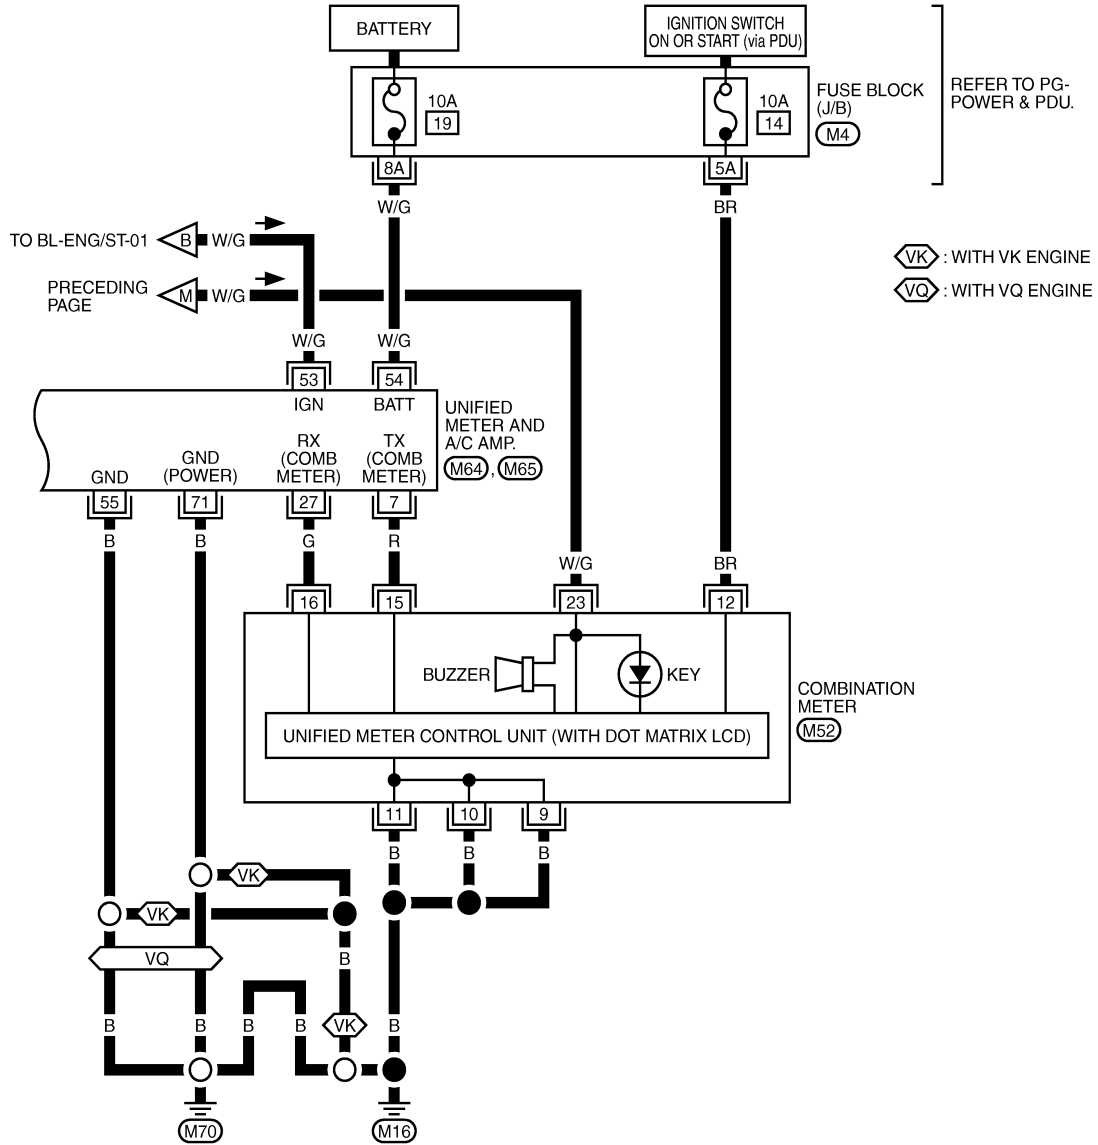 BATTERY
IGNITION SWITCH
ON OR START (via PDU)
10A
19
10A
14
FUSE BLOCK
(J/B)
M4
REFER TO PG-
POWER & PDU.
8A
5A
W/G
BR
TO BL-ENG/ST-01
B
W/G
PRECEDING
PAGE
M
W/G
VK : WITH VK ENGINE
VQ : WITH VQ ENGINE
W/G
W/G
53
54
IGN
BATT
UNIFIED
METER AND
A/C AMP.
M64 , M65
GND
GND
(POWER)
RX
(COMB
METER)
TX
(COMB
METER)
55
71
27
7
B
B
G
R
W/G
BR
16
15
23
12
BUZZER
KEY
COMBINATION
METER
M52
UNIFIED METER CONTROL UNIT (WITH DOT MATRIX LCD)
11
10
9
B
B
B
VK
VK
VQ
B
B
B
B
B
VK
B
M70
M16